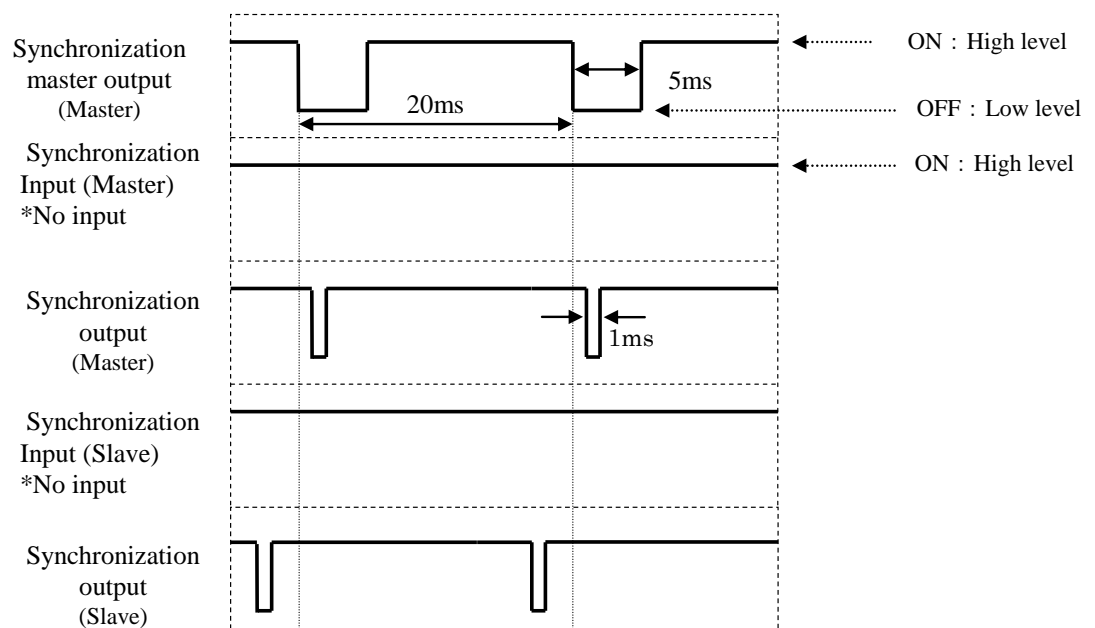 Synchronization
master output
(Master)
ON : High level
5ms
20ms
OFF : Low level
Synchronization
Input (Master)
*No input
ON : High level
Synchronization
output
(Master)
1ms
Synchronization
Input (Slave)
*No input
Synchronization
output
(Slave)